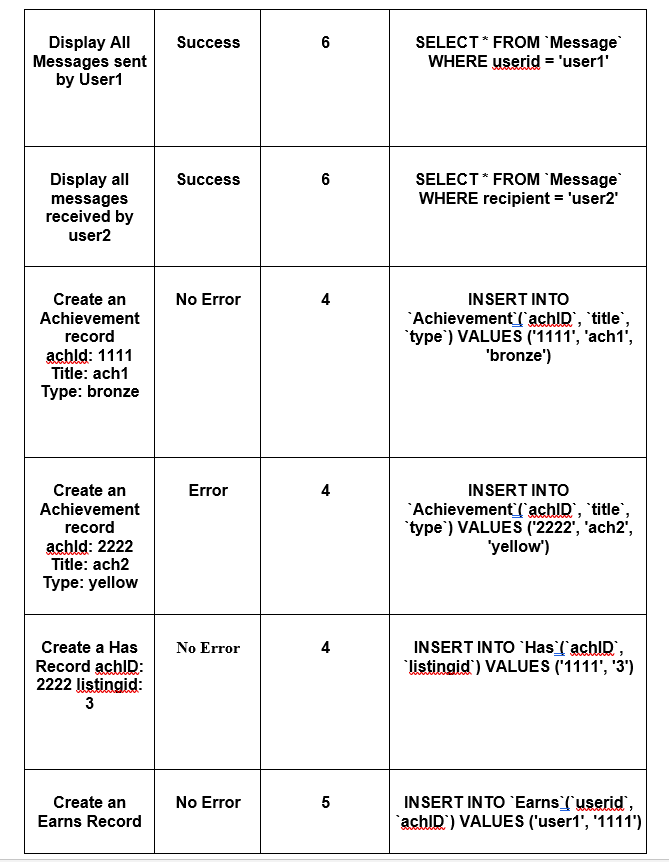 Display All
Messages sent
by User1
Success
6
SELECT * FROM `Message`
WHERE userid = 'user1'
Display all
messages
received by
user2
Success
6
SELECT * FROM `Message`
WHERE recipient = 'user2'
Create an
Achievement
record
achId: 1111
Title: ach1
Type: bronze
No Error
4
INSERT INTO
`Achievement`(`achID`, `title`,
`type`) VALUES ('1111', 'ach1',
'bronze')
Create an
Achievement
record
achId: 2222
Title: ach2
Type: yellow
Error
4
INSERT INTO
`Achievement`(`achID`, `title`,
`type`) VALUES ('2222', 'ach2',
'yellow')
Create a Has
Record achID:
2222 listingid:
3
No Error
4
INSERT INTO `Has`(`achID`,
`listingid`) VALUES ('1111', '3')
Create an
Earns Record
No Error
5
INSERT INTO `Earns`(`userid`,
`achID`) VALUES ('user1', '1111')